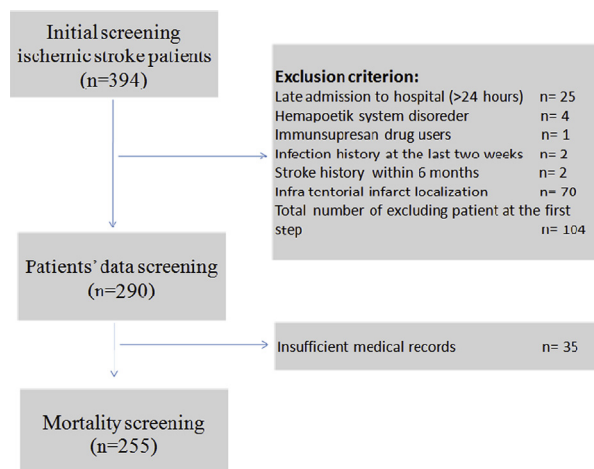 Initial screening
ischemic stroke patients
(n=394)
Exclusion criterion:
Late admission to hospital (>24 hours) n= 25
Hemapoetik system disoreder n= 4
Immunsupresan drug users n= 1
Infection history at the last two weeks n= 2
Stroke history within 6 months n= 2
Infra tentorial infarct localization n= 70
Total number of excluding patient at the first
step n= 104
Patients' data screening
(n=290)
Insufficient medical records n= 35
Mortality screening
(n=255)